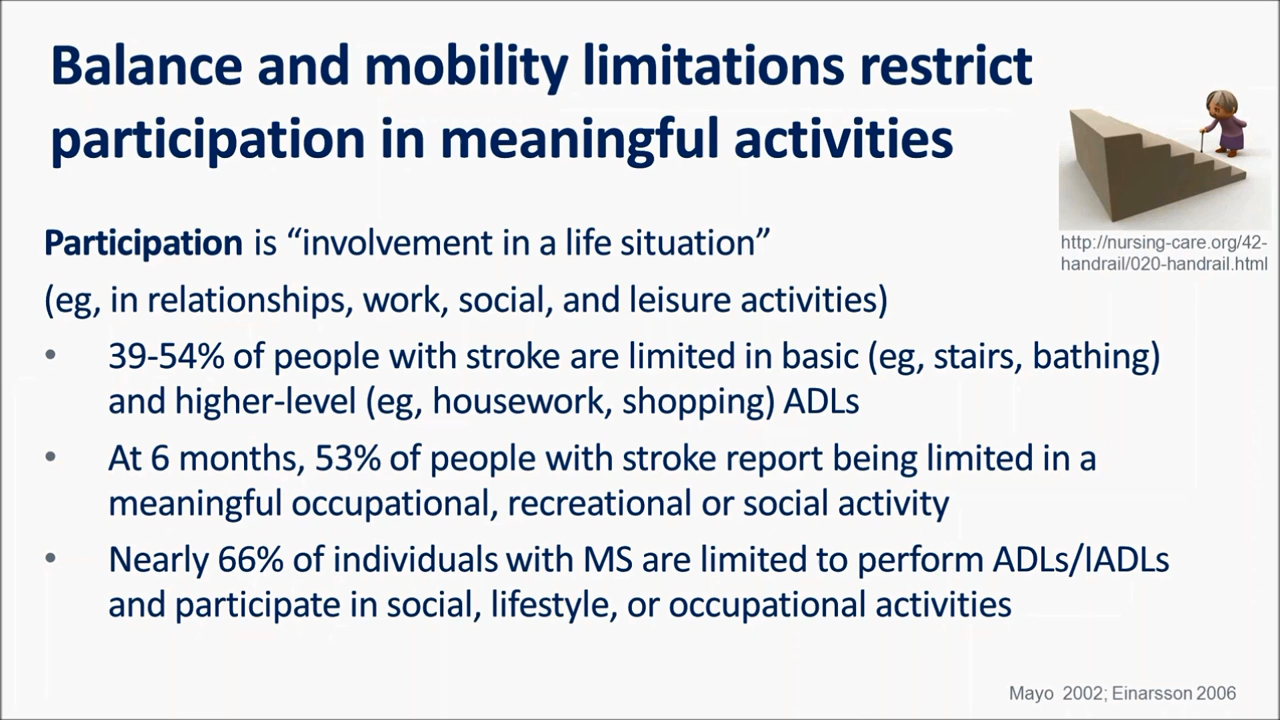 Balance and mobility limitations restrict
participation in meaningful activities
http://nursing-care.org/42-
handrail/020-handrail.html
Participation is “involvement in a life situation”
(eg, in relationships, work, social, and leisure activities)
• 39-54% of people with stroke are limited in basic (eg, stairs, bathing)
and higher-level (eg, housework, shopping) ADLs
• At 6 months, 53% of people with stroke report being limited in a
meaningful occupational, recreational or social activity
• Nearly 66% of individuals with MS are limited to perform ADLs/IADLs
and participate in social, lifestyle, or occupational activities
Mayo 2002; Einarsson 2006